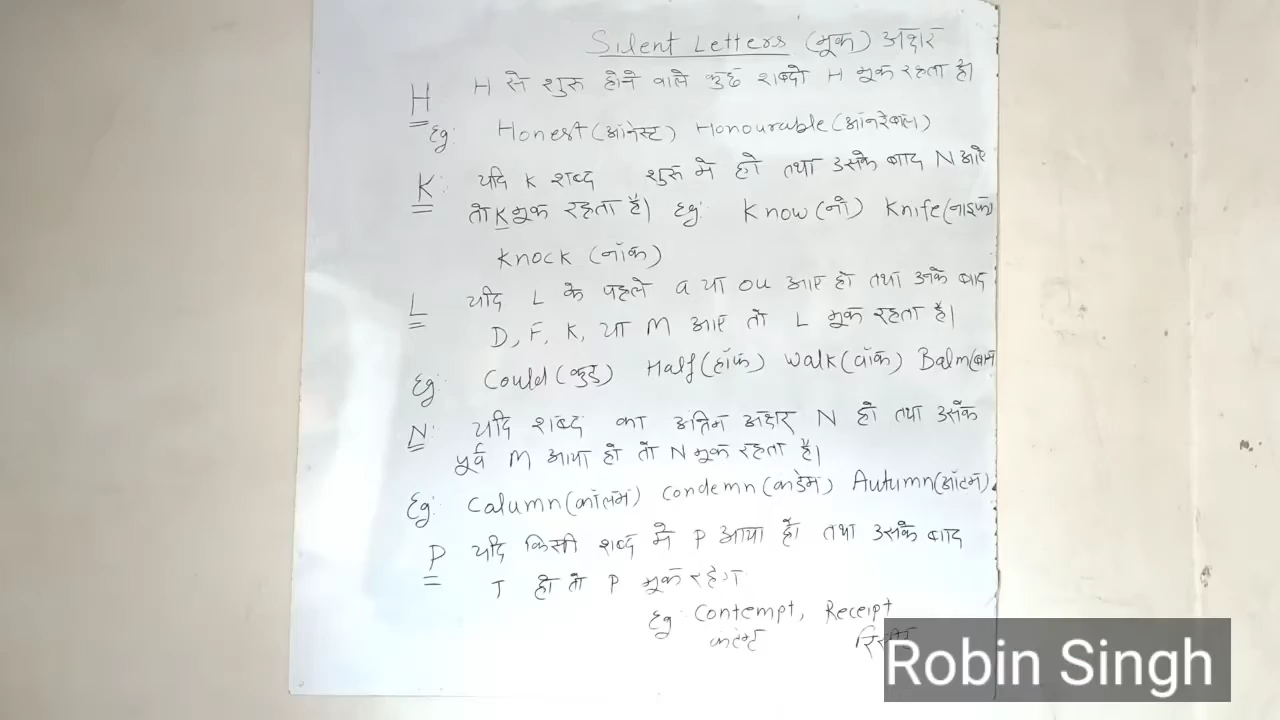 Silent Letters (मूक) अक्षर
H H से शुरू होने वाले कुछ शब्दो H मूक रहता है।
Eg: Honest (ऑनेस्ट) Honourable (ऑनरेबल)
K: यदि K शब्द शुरू मे हो तथा उसके बाद N आऐ
तो K मूक रहता है। Eg: Know (नो) Knife (नाइफ)
Knock (नॉक)
L यदि L के पहले a या ou आए हो तथा उनके बाद
D, F, K, या M आए तो L मूक रहता है।
Eg: Could (कुड) Half (हॉफ) Walk (वॉक) Balm (बाम
N: यदि शब्द का अन्तिम अक्षर N हो तथा उसके
पूर्व M आया हो तो N मूक रहता है।
Eg: Calumn (कॉलम) Condemn (कंडेम) Autumn (ऑटम)
P यदि किसी शब्द मे P आया हो तथा उसके बाद
T हो तो P मूक रहेगा
Eg: Contempt, Receipt
Robin Singh